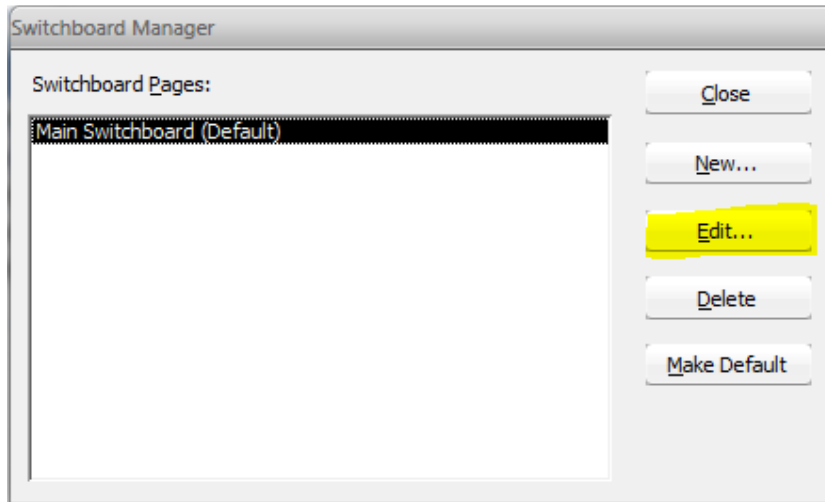 Switchboard Manager
Switchboard Pages:
Main Switchboard (Default)
Close
New...
Edit...
Delete
Make Default